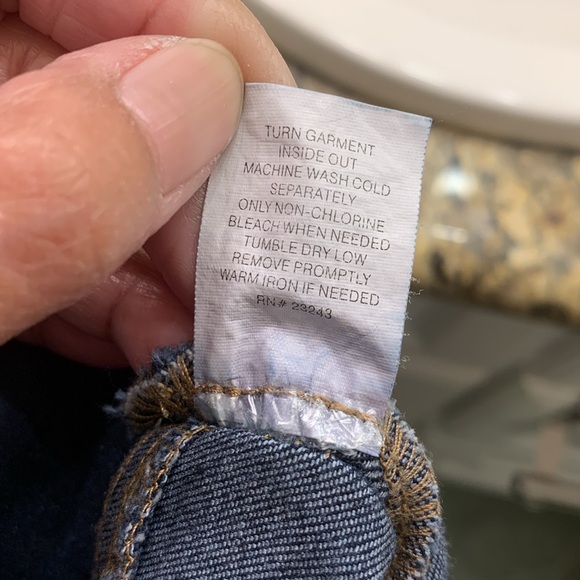 TURN GARMENT
INSIDE OUT
MACHINE WASH COLD
SEPARATELY
ONLY NON-CHLORINE
BLEACH WHEN NEEDED
TUMBLE DRY LOW
REMOVE PROMPTLY
WARM IRON IF NEEDED
RN# 23243